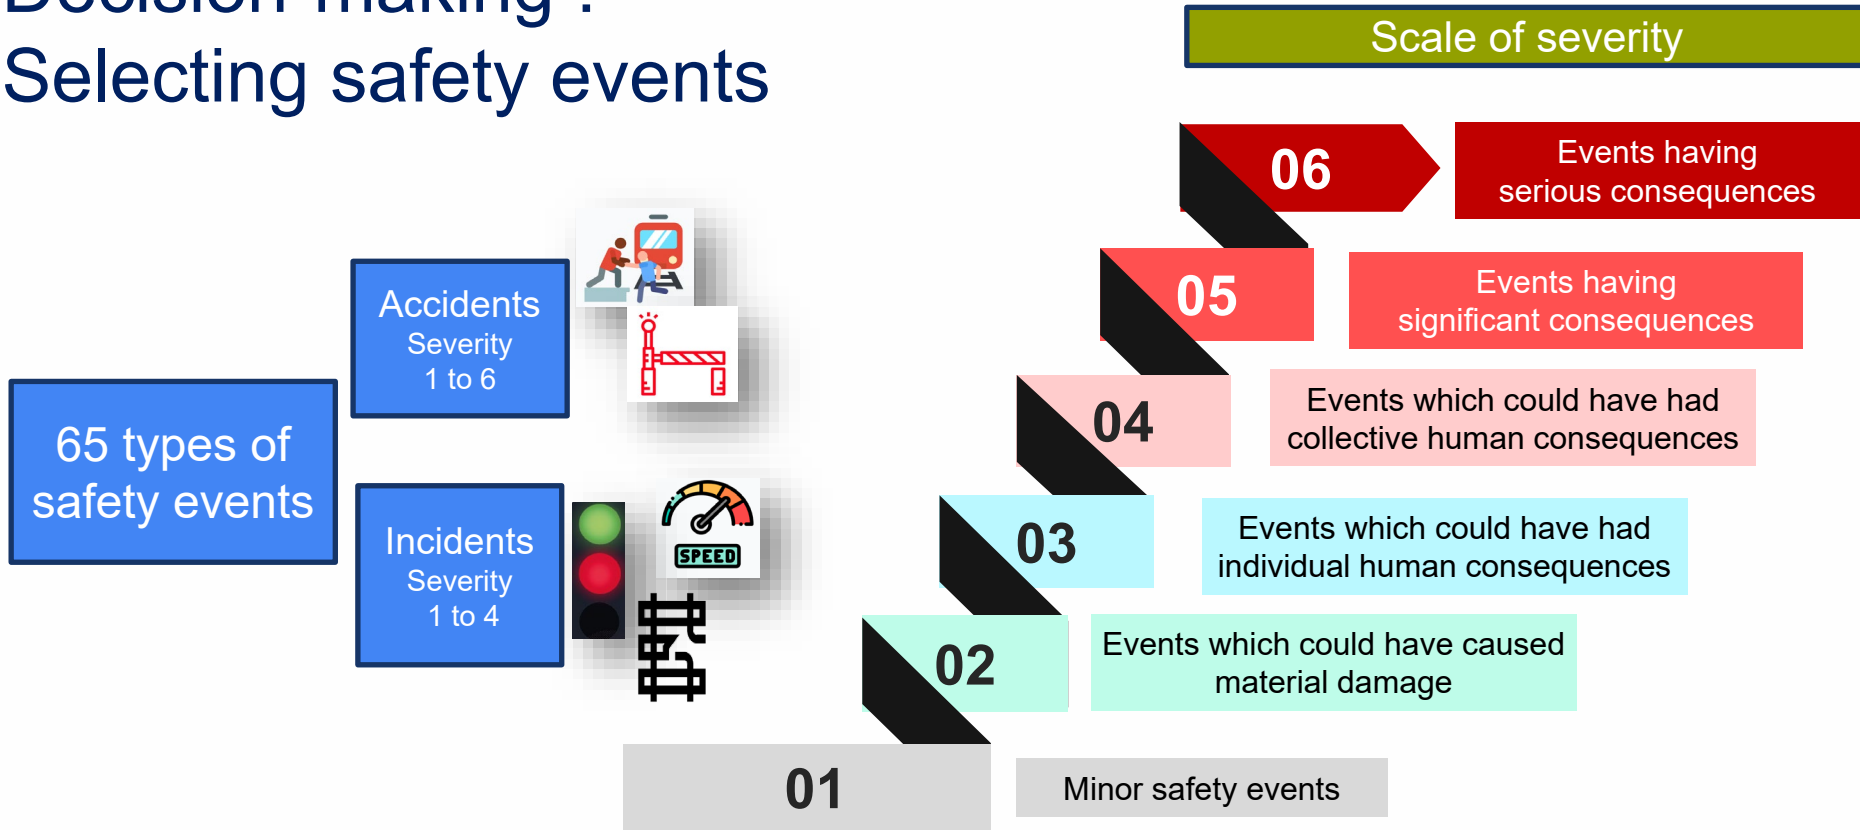 Decision making :
Selecting safety events
Scale of severity
06
Events having
serious consequences
05
Events having
significant consequences
Accidents
Severity
1 to 6
04
Events which could have had
collective human consequences
65 types of
safety events
Incidents
Severity
1 to 4
SPEED
03
Events which could have had
individual human consequences
02
Events which could have caused
material damage
01
Minor safety events